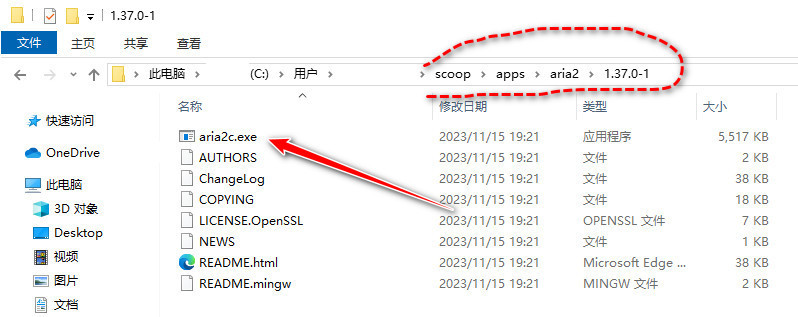 1.37.0-1
文件 主页 共享 查看
此电脑 (C:) 用户 scoop apps aria2 1.37.0-1
名称 修改日期 类型 大小
快速访问
OneDrive
此电脑
3D 对象
Desktop
视频
图片
文档
aria2c.exe 2023/11/15 19:21 应用程序 5,517 KB
AUTHORS 2023/11/15 19:21 文件 2 KB
ChangeLog 2023/11/15 19:21 文件 38 KB
COPYING 2023/11/15 19:21 文件 18 KB
LICENSE.OpenSSL 2023/11/15 19:21 OPENSSL 文件 7 KB
NEWS 2023/11/15 19:21 文件 1 KB
README.html 2023/11/15 19:21 Microsoft Edge ... 38 KB
README.mingw 2023/11/15 19:21 MINGW 文件 2 KB